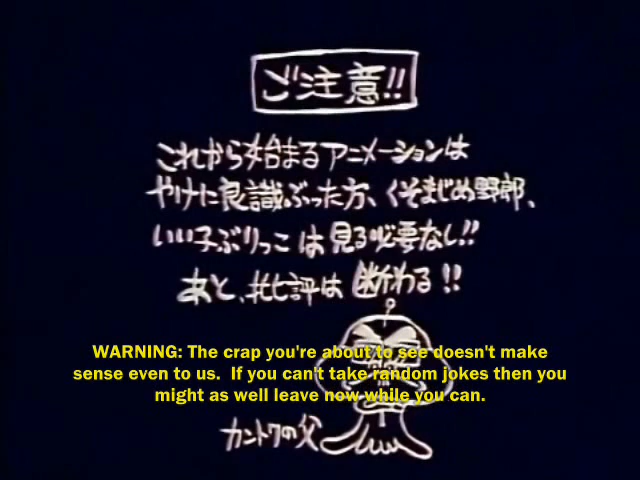 ご注意!!
これから始まるアニメーションは
やけに良識ぶった方、くそまじめ野郎、
いい子ぶりっこは見る必要なし!!
あと、批評は断わる!!
WARNING: The crap you're about to see doesn't make
sense even to us. If you can't take random jokes then you
might as well leave now while you can.
カントクの父